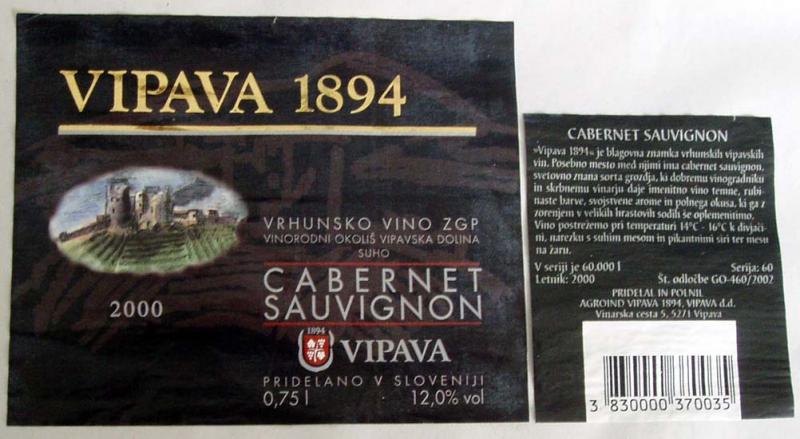 VIPAVA 1894
VRHUNSKO VINO ZGP
VINORODNI OKOLIŠ VIPAVSKA DOLINA
SUHO
CABERNET
SAUVIGNON
2000
1894
VIPAVA
PRIDELANO V SLOVENIJI
0,75 l 12,0% vol
CABERNET SAUVIGNON
»Vipava 1894« je blagovna znamka vrhunskih vipavskih
vin. Posebno mesto med njimi ima cabernet sauvignon,
svetovno znana sorta grozdja, ki dobremu vinogradniku
in skrbnemu vinarju daje imenitno vino temne, rubi-
naste barve, svojstvene arome in polnega okusa, ki ga z
zorenjem v velikih hrastovih sodih še oplemenitimo.
Vino postrežemo pri temperaturi 14°C - 16°C k divjači-
ni, narezku s suhim mesom in pikantnimi siri ter mesu
na žaru.
V seriji je 60.000 l Serija: 60
Letnik: 2000 Št. odločbe GO-460/2002
PRIDELAL IN POLNIL
AGROIND VIPAVA 1894, VIPAVA d.d.
Vinarska cesta 5, 5271 Vipava
3 830000 370035